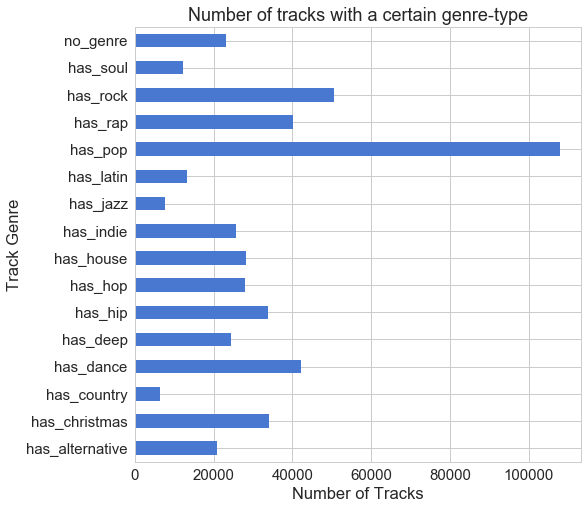 Number of tracks with a certain genre-type
Track Genre
no_genre
has_soul
has_rock
has_rap
has_pop
has_latin
has_jazz
has_indie
has_house
has_hop
has_hip
has_deep
has_dance
has_country
has_christmas
has_alternative
0 20000 40000 60000 80000 100000
Number of Tracks